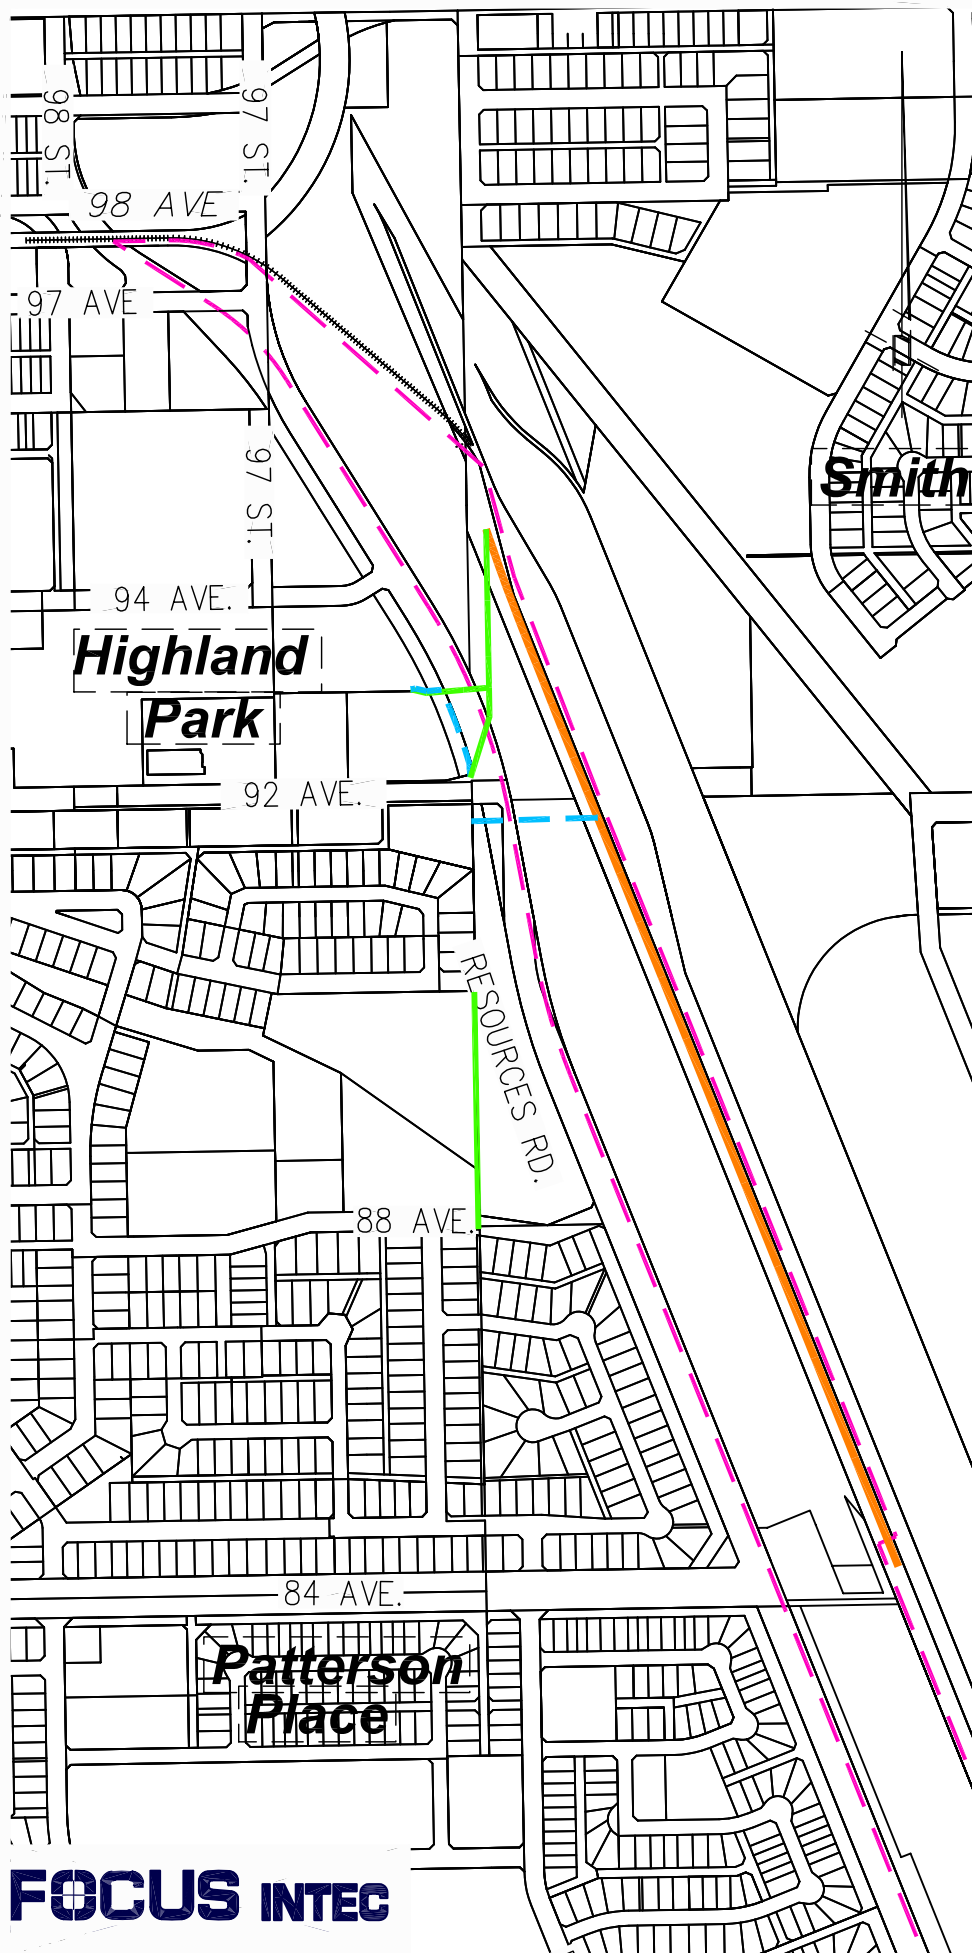 98 ST.
97 ST.
98 AVE
97 AVE
Smith
97 ST.
94 AVE.
Highland
Park
92 AVE.
RESOURCES RD.
88 AVE.
84 AVE.
Patterson
Place
FOCUS INTEC